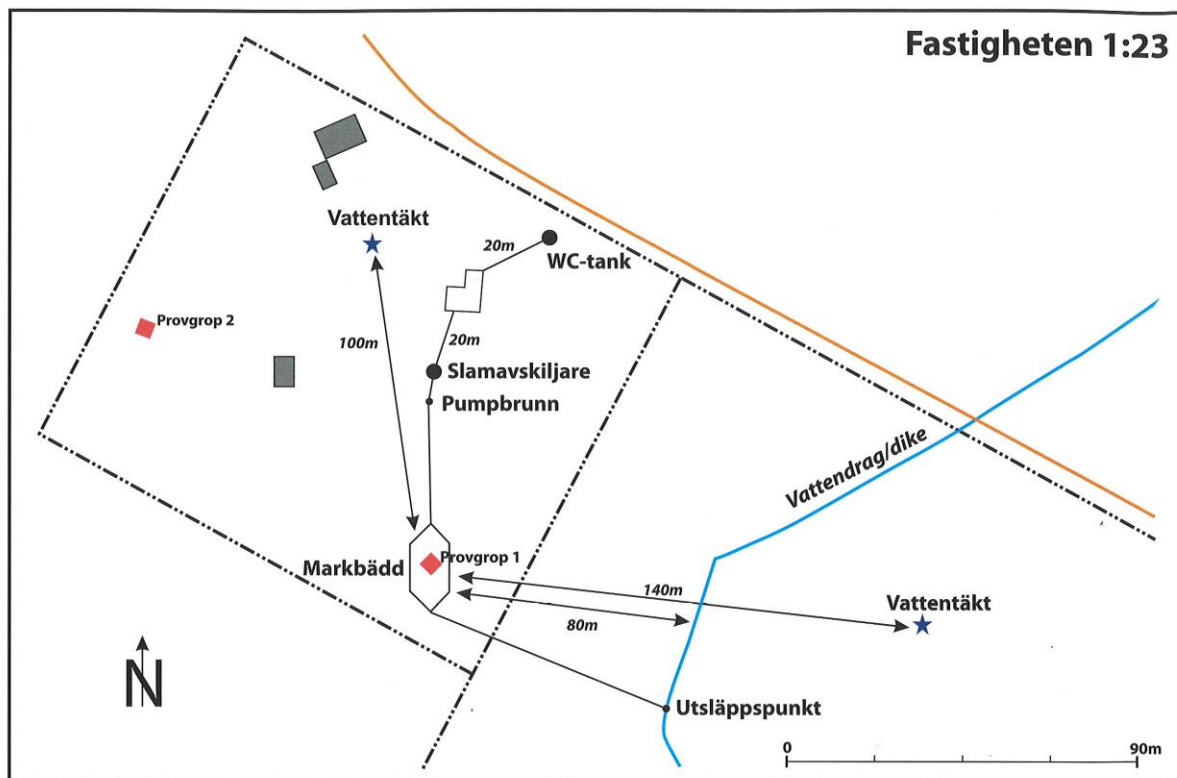 Fastigheten 1:23
Vattentäkt
20m
WC-tank
Provgrop 2
100m
20m
Slamavskiljare
Pumpbrunn
Vattendrag/dike
Markbädd
Provgrop 1
140m
80m
Vattentäkt
N
Utsläppspunkt
0
90m